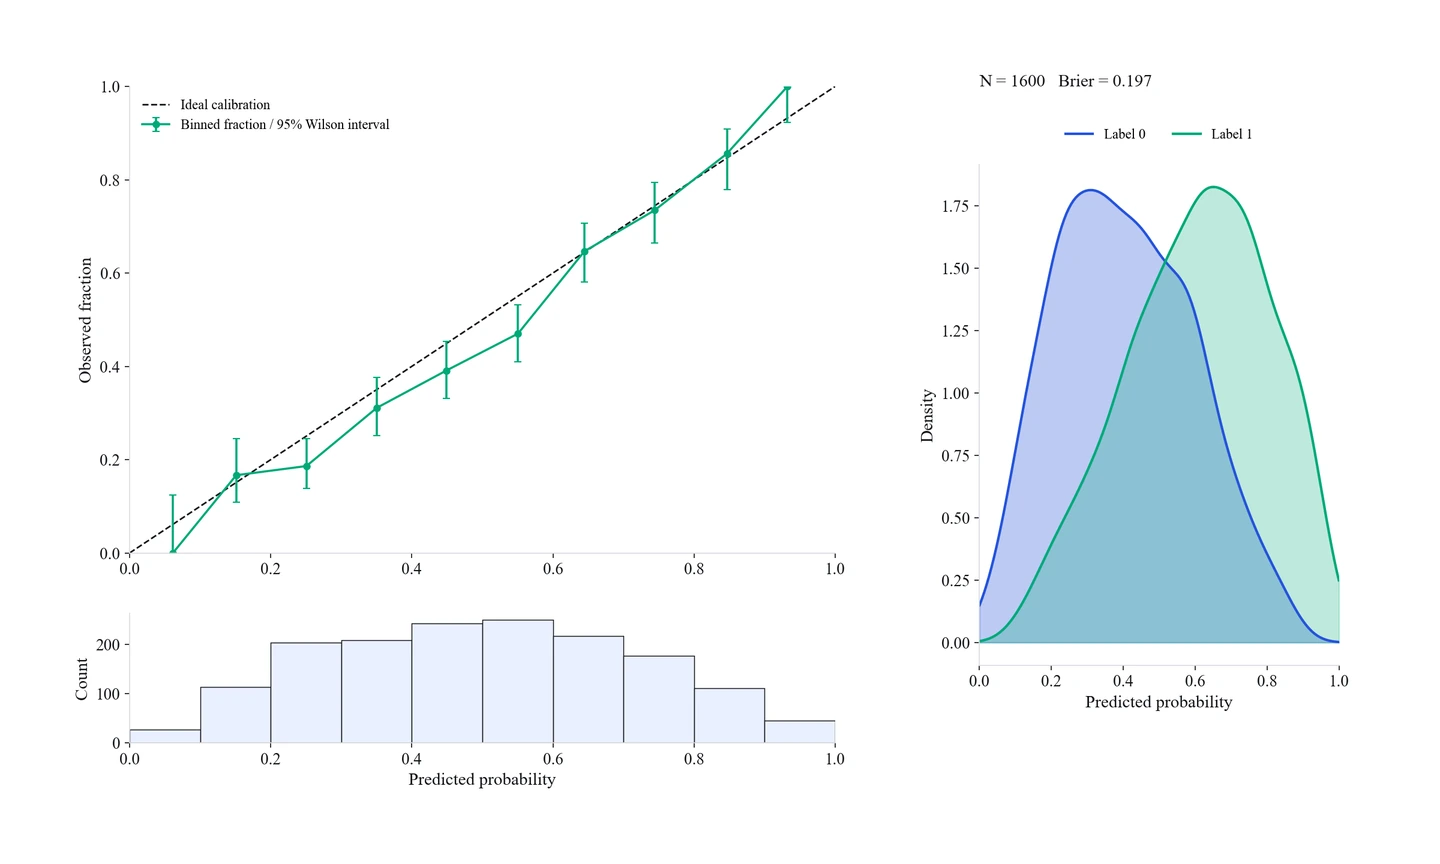 1.0
0.8
0.6
0.4
0.2
0.0
Observed fraction
Ideal calibration
Binned fraction / 95% Wilson interval
0.0 0.2 0.4 0.6 0.8 1.0
200
100
0
Count
0.0 0.2 0.4 0.6 0.8 1.0
Predicted probability
N = 1600 Brier = 0.197
Label 0 Label 1
1.75
1.50
1.25
1.00
0.75
0.50
0.25
0.00
Density
0.0 0.2 0.4 0.6 0.8 1.0
Predicted probability